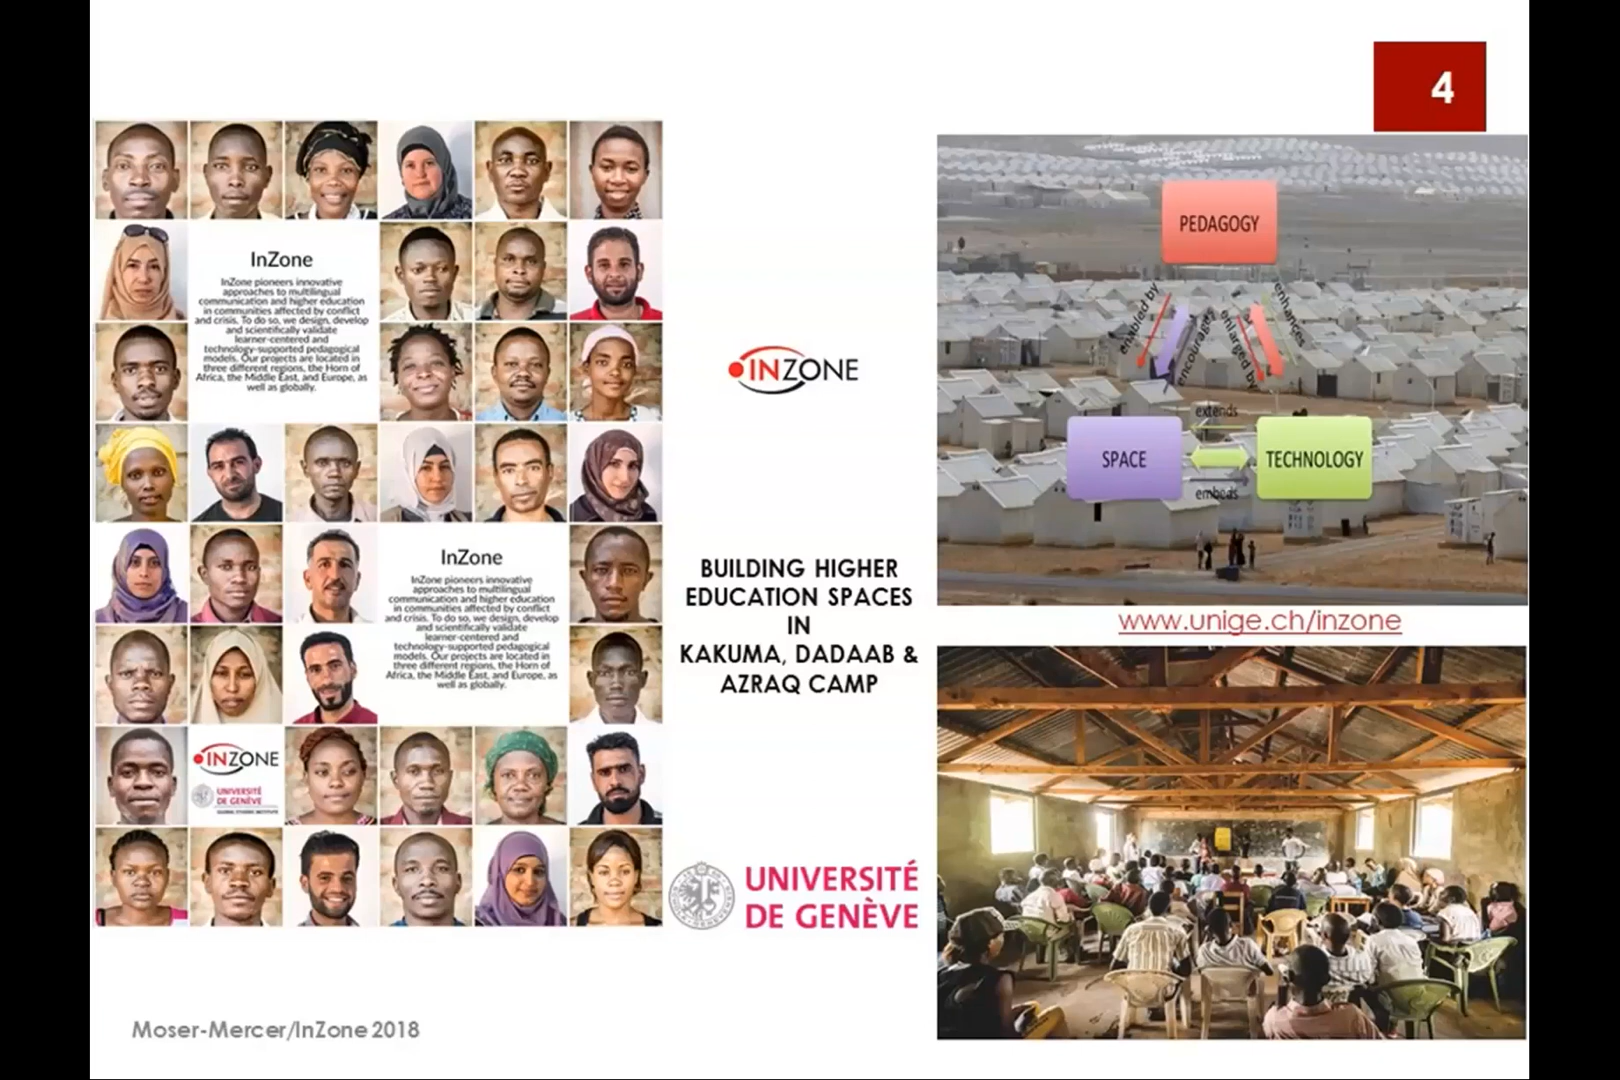 4
InZone
InZone pioneers innovative
approaches to multilingual
communication and higher education
in communities affected by conflict
and crisis. To do so, we design, develop
and scientifically validate
learner-centered and
technology-supported pedagogical
models. Our projects are located in
three different regions, the Horn of
Africa, the Middle East, and Europe, as
well as globally.
InZone
InZone pioneers innovative
approaches to multilingual
communication and higher education
in communities affected by conflict
and crisis. To do so, we design, develop
and scientifically validate
learner-centered and
technology-supported pedagogical
models. Our projects are located in
three different regions, the Horn of
Africa, the Middle East, and Europe, as
well as globally.
INZONE
UNIVERSITÉ
DE GENÈVE
INZONE
BUILDING HIGHER
EDUCATION SPACES
IN
KAKUMA, DADAAB &
AZRAQ CAMP
UNIVERSITÉ
DE GENÈVE
PEDAGOGY
enabled by
encourages
enlarged by
enhances
extends
SPACE
TECHNOLOGY
embeds
www.unige.ch/inzone
Moser-Mercer/InZone 2018